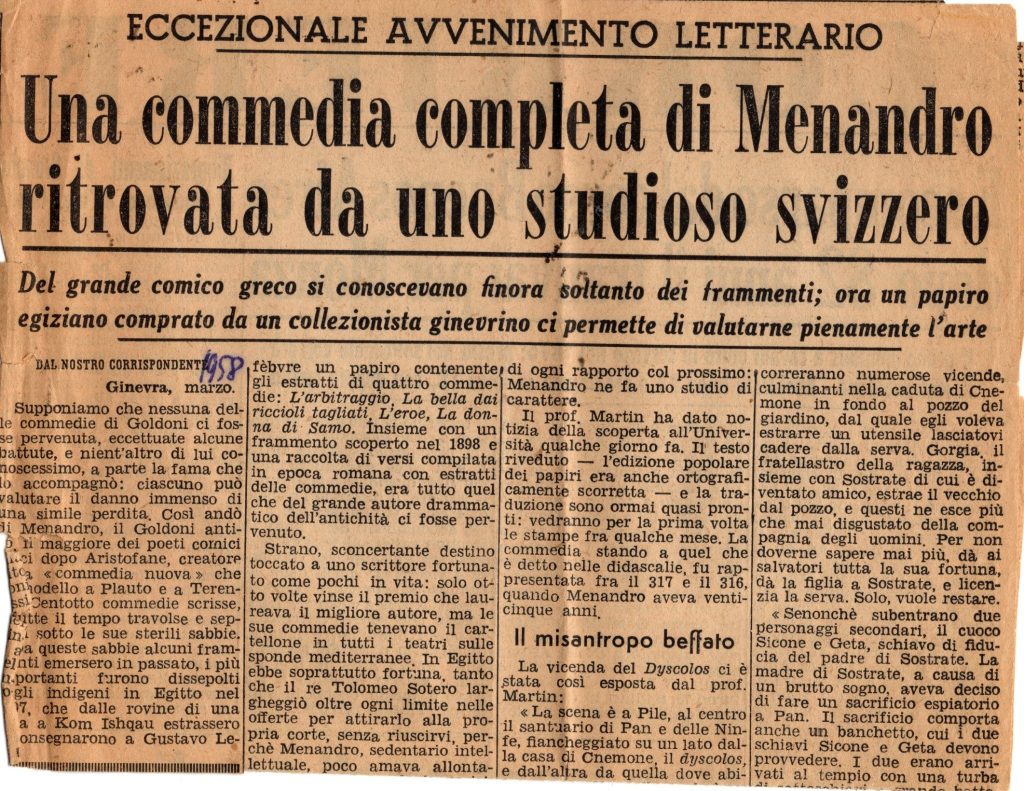 ECCEZIONALE AVVENIMENTO LETTERARIO
Una commedia completa di Menandro
ritrovata da uno studioso svizzero
Del grande comico greco si conoscevano finora soltanto dei frammenti; ora un papiro
egiziano comprato da un collezionista ginevrino ci permette di valutarne pienamente l'arte
DAL NOSTRO CORRISPONDENTE
1958
Ginevra, marzo.
Supponiamo che nessuna del-
le commedie di Goldoni ci fos-
se pervenuta, eccettuate alcune
battute, e nient'altro di lui co-
noscessimo, a parte la fama che
lo accompagnò: ciascuno può
valutare il danno immenso di
una simile perdita. Così andò
di Menandro, il Goldoni anti-
il maggiore dei poeti comici
dopo Aristofane, creatore
« commedia nuova » che
modello a Plauto e a Teren-
Centotto commedie scrisse,
tutte il tempo travolse e sep-
sotto le sue sterili sabbie,
a queste sabbie alcuni fram-
enti emersero in passato, i più
portanti furono dissepolti
gli indigeni in Egitto nel
7, che dalle rovine di una
a Kom Ishqau estrassero
onsegnarono a Gustavo Le-
fèbvre un papiro contenente
gli estratti di quattro comme-
die: L'arbitraggio, La bella dai
riccioli tagliati, L'eroe, La don-
na di Samo. Insieme con un
frammento scoperto nel 1898 e
una raccolta di versi compilata
in epoca romana con estratti
delle commedie, era tutto quel
che del grande autore dramma-
tico dell'antichità ci fosse per-
venuto.
Strano, sconcertante destino
toccato a uno scrittore fortuna-
to come pochi in vita: solo otto
volte vinse il premio che lau-
reava il migliore autore, ma le
sue commedie tenevano il car-
tellone in tutti i teatri sulle
sponde mediterranee. In Egitto
ebbe soprattutto fortuna, tanto
che il re Tolomeo Sotero lar-
gheggiò oltre ogni limite nelle
offerte per attirarlo alla pro-
pria corte, senza riuscirvi, per-
chè Menandro, sedentario intel-
lettuale, poco amava allonta-
di ogni rapporto col prossimo:
Menandro ne fa uno studio di
carattere.
Il prof. Martin ha dato no-
tizia della scoperta all'Univer-
sità qualche giorno fa. Il testo
riveduto — l'edizione popolare
dei papiri era anche ortografi-
camente scorretta — e la tra-
duzione sono ormai quasi pron-
ti: vedranno per la prima volta
le stampe fra qualche mese. La
commedia stando a quel che
è detto nelle didascalie, fu rap-
presentata fra il 317 e il 316,
quando Menandro aveva venti-
cinque anni.
Il misantropo beffato
La vicenda del Dyscolos ci è
stata così esposta dal prof.
Martin:
« La scena è a Pile, al centro
il santuario di Pan e delle Nin-
fe, fiancheggiato su un lato dal-
la casa di Cnemone, il dyscolos,
e dall'altra da quella dove abi-
correranno numerose vicende,
culminanti nella caduta di Cne-
mone in fondo al pozzo del
giardino, dal quale egli voleva
estrarre un utensile lasciatovi
cadere dalla serva. Gorgia, il
fratellastro della ragazza, in-
sieme con Sostrate di cui è di-
ventato amico, estrae il vecchio
dal pozzo, e questi ne esce più
che mai disgustato della com-
pagnia degli uomini. Per non
doverne sapere mai più, dà ai
salvatori tutta la sua fortuna,
dà la figlia a Sostrate, e licen-
zia la serva. Solo, vuole restare.
« Senonchè subentrano due
personaggi secondari, il cuoco
Sicone e Geta, schiavo di fidu-
cia del padre di Sostrate. La
madre di Sostrate, a causa di
un brutto sogno, aveva deciso
di fare un sacrificio espiatorio
a Pan. Il sacrificio comporta
anche un banchetto, cui i due
schiavi Sicone e Geta devono
provvedere. I due erano arri-
vati al tempio con una turba